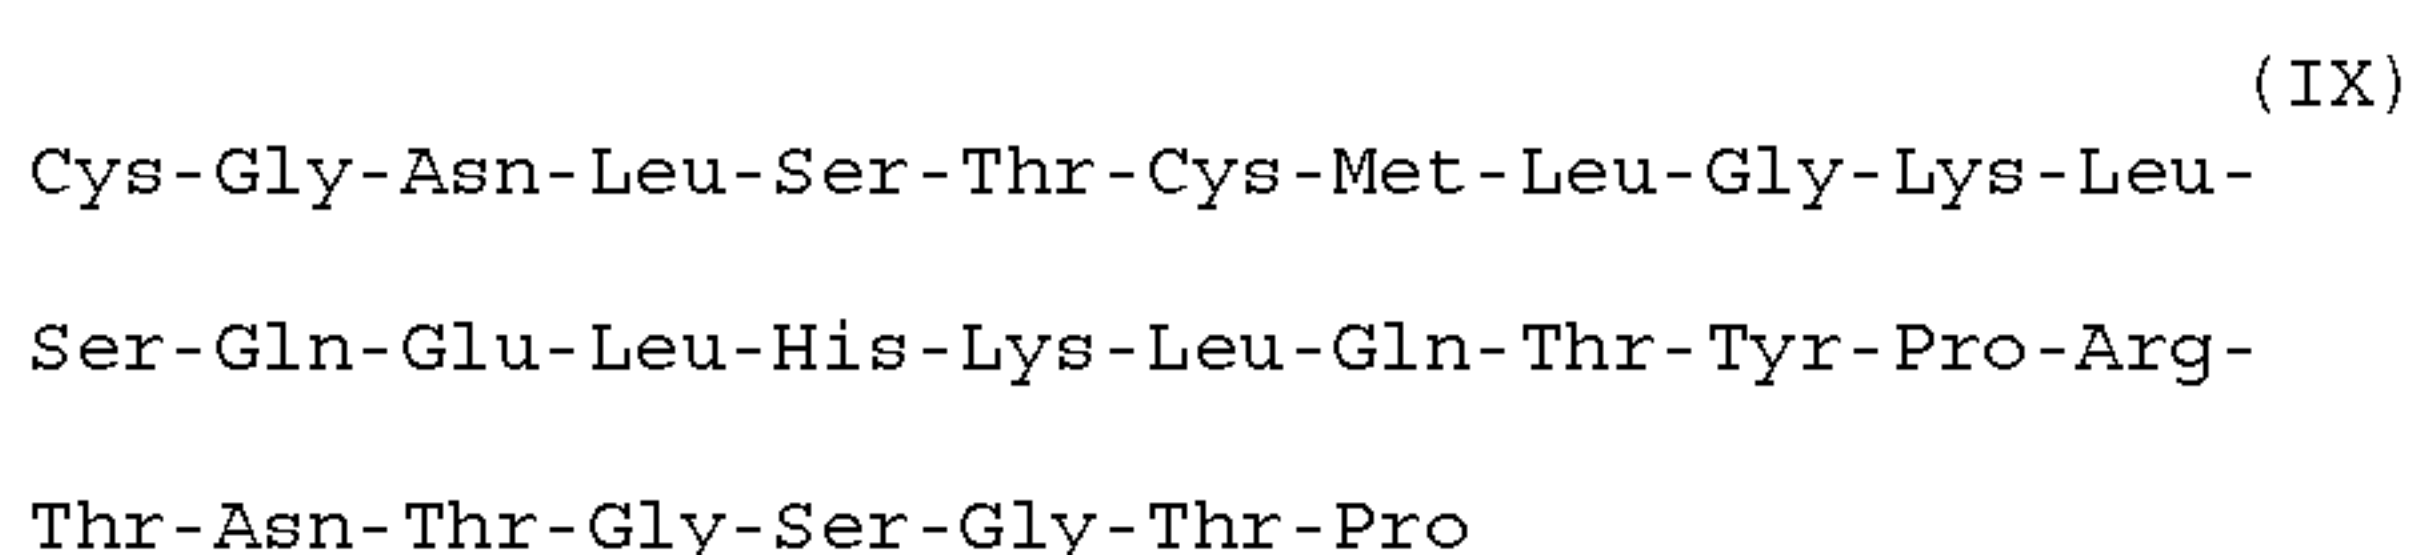 (IX)
Cys-Gly-Asn-Leu-Ser-Thr-Cys-Met-Leu-Gly-Lys-Leu-
Ser-Gln-Glu-Leu-His-Lys-Leu-Gln-Thr-Tyr-Pro-Arg-
Thr-Asn-Thr-Gly-Ser-Gly-Thr-Pro